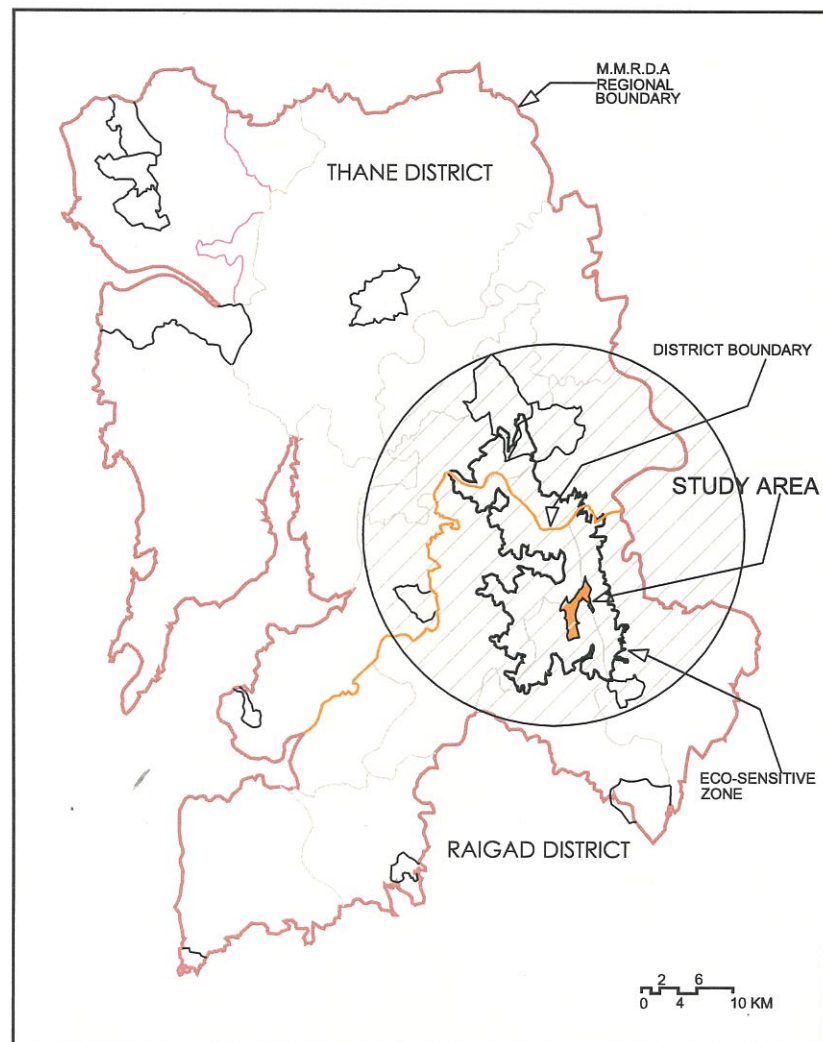 M.M.R.D.A
REGIONAL
BOUNDARY
THANE DISTRICT
DISTRICT BOUNDARY
STUDY AREA
ECO-SENSITIVE
ZONE
RAIGAD DISTRICT
2 6
0 4 10 KM